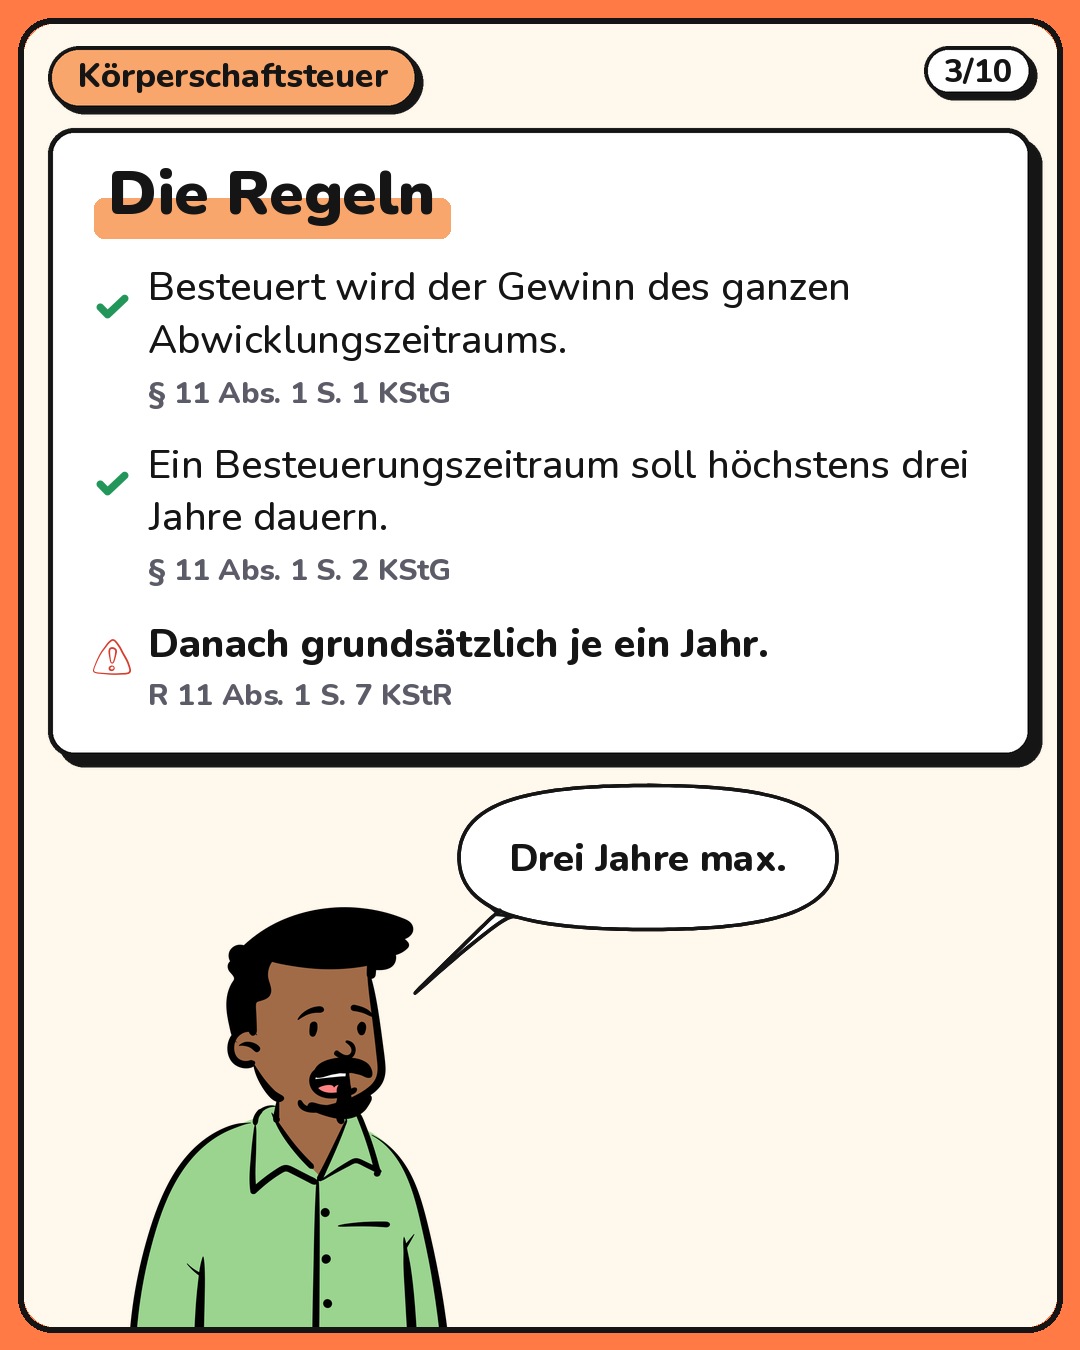 Körperschaftsteuer
3/10
Die Regeln
Besteuert wird der Gewinn des ganzen
Abwicklungszeitraums.
§ 11 Abs. 1 S. 1 KStG
Ein Besteuerungszeitraum soll höchstens drei
Jahre dauern.
§ 11 Abs. 1 S. 2 KStG
Danach grundsätzlich je ein Jahr.
R 11 Abs. 1 S. 7 KStR
Drei Jahre max.